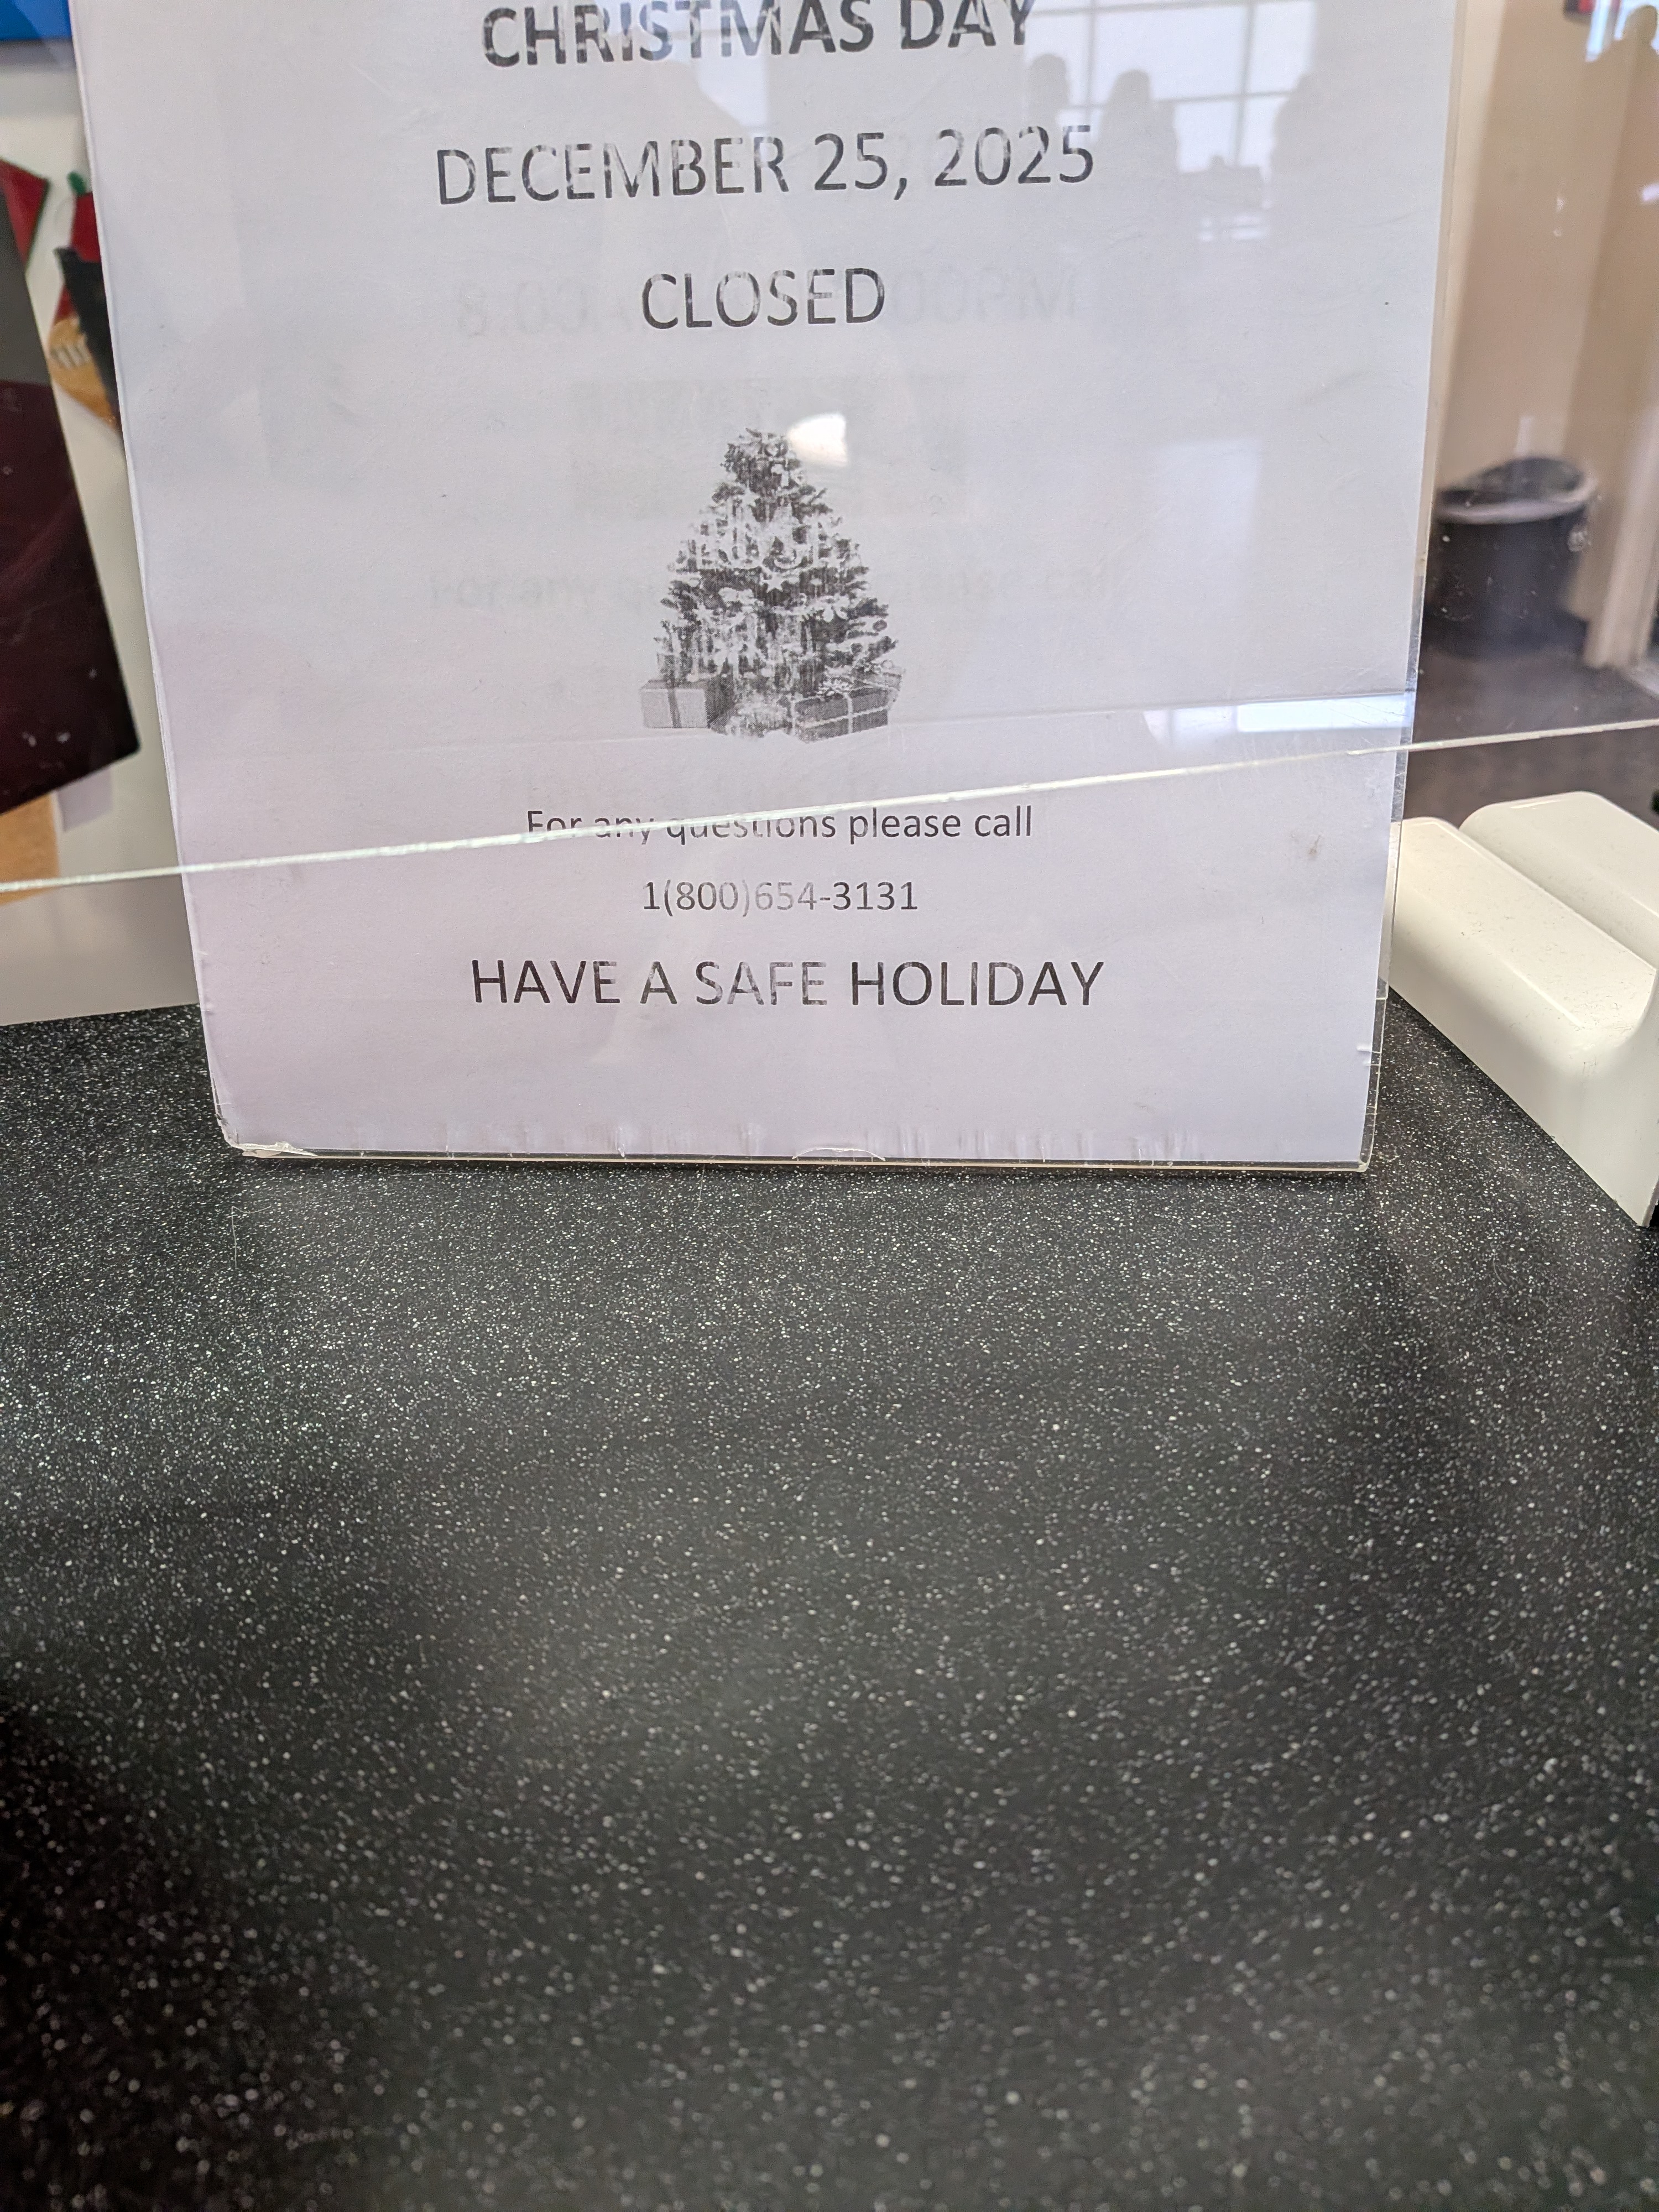 CHRISTMAS DAY
DECEMBER 25, 2025
CLOSED
For any questions please call
1(800)654-3131
HAVE A SAFE HOLIDAY